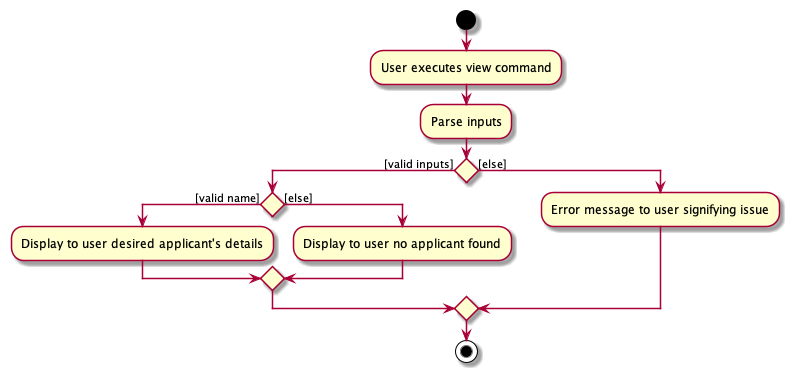 User executes view command
Parse inputs
[valid inputs]
[else]
[valid name]
[else]
Error message to user signifying issue
Display to user desired applicant's details
Display to user no applicant found